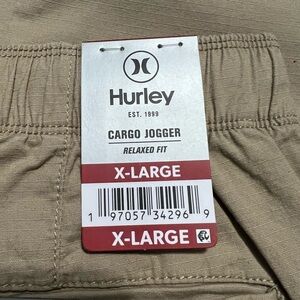 Hurley
EST. 1999
CARGO JOGGER
RELAXED FIT
X-LARGE
1 97057 34296 9
X-LARGE